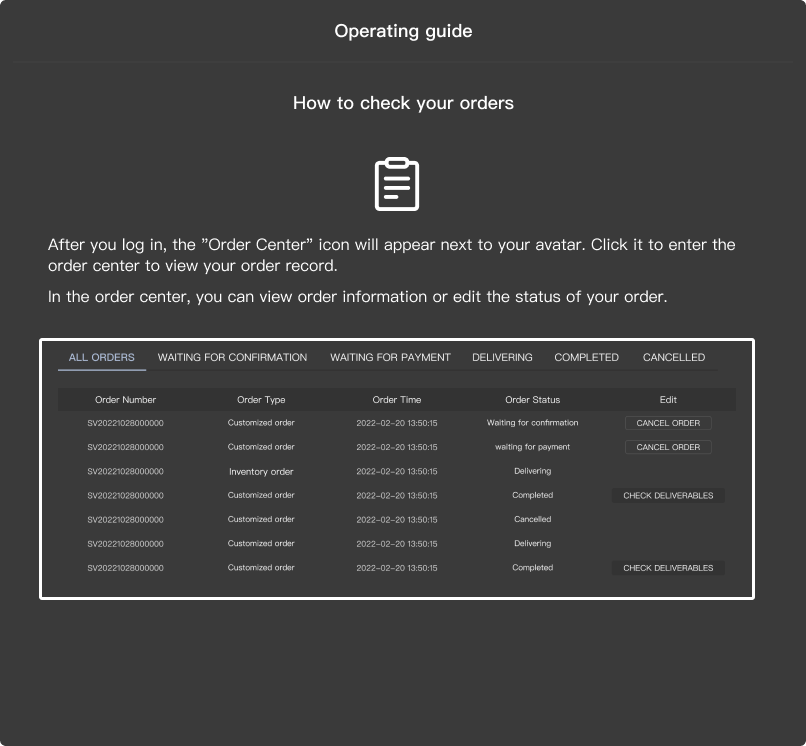 Operating guide
How to check your orders
After you log in, the "Order Center" icon will appear next to your avatar. Click it to enter the
order center to view your order record.
In the order center, you can view order information or edit the status of your order.
ALL ORDERS WAITING FOR CONFIRMATION WAITING FOR PAYMENT DELIVERING COMPLETED CANCELLED
Order Number Order Type Order Time Order Status Edit
SV20221028000000 Customized order 2022-02-20 13:50:15 Waiting for confirmation CANCEL ORDER
SV20221028000000 Customized order 2022-02-20 13:50:15 waiting for payment CANCEL ORDER
SV20221028000000 Inventory order 2022-02-20 13:50:15 Delivering
SV20221028000000 Customized order 2022-02-20 13:50:15 Completed CHECK DELIVERABLES
SV20221028000000 Customized order 2022-02-20 13:50:15 Cancelled
SV20221028000000 Customized order 2022-02-20 13:50:15 Delivering
SV20221028000000 Customized order 2022-02-20 13:50:15 Completed CHECK DELIVERABLES